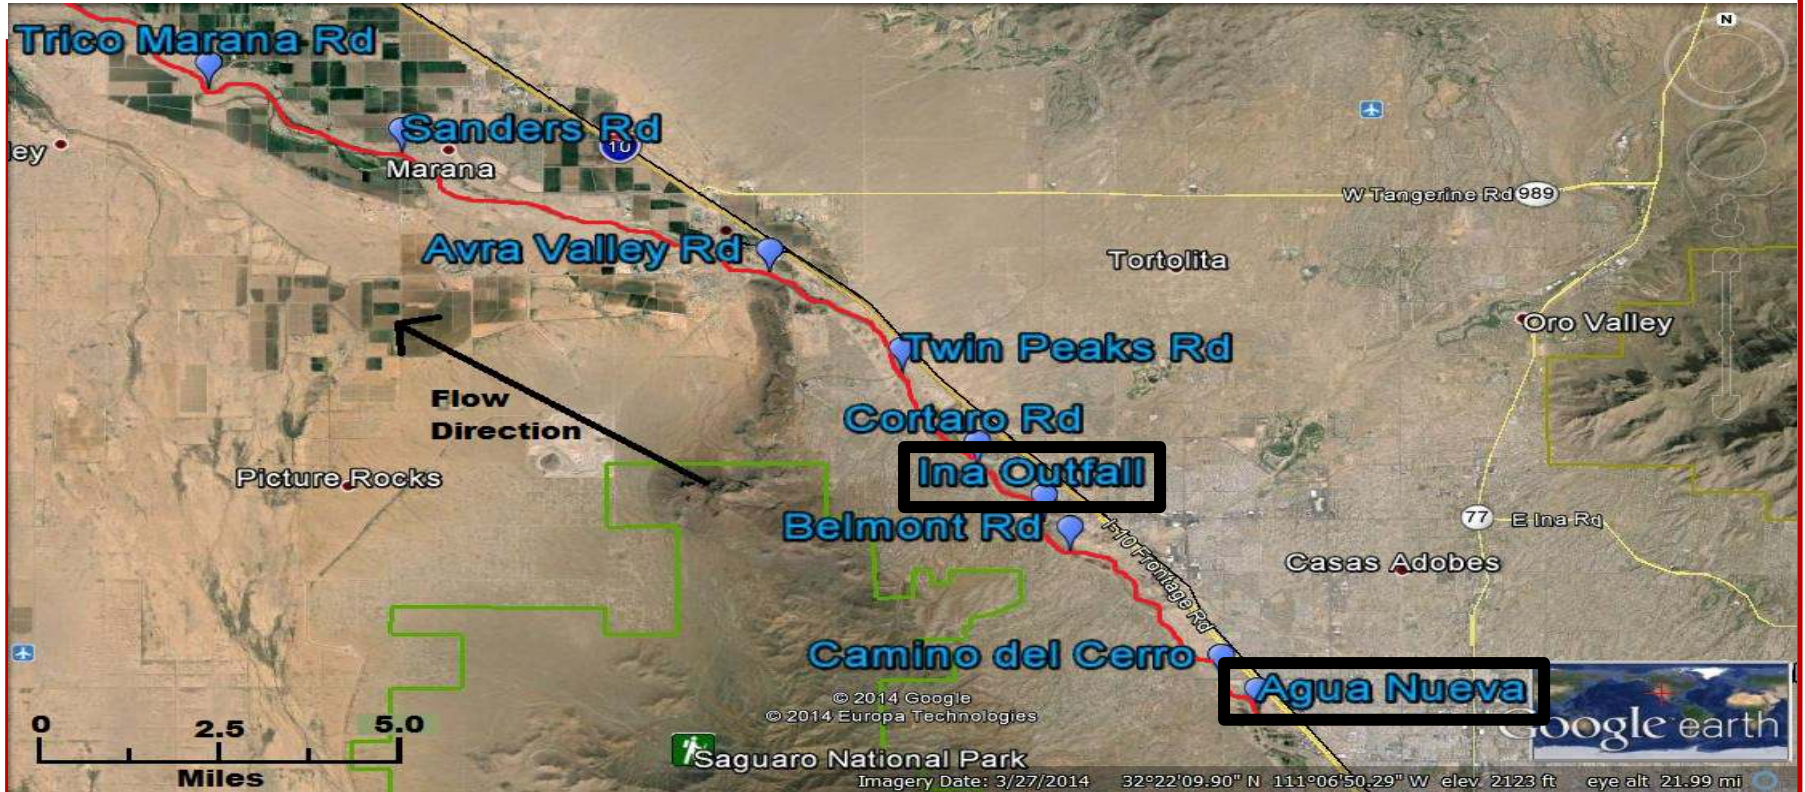 N
Trico Marana Rd
Sanders Rd
10
ley
Marana
W Tangerine Rd 989
Avra Valley Rd
Tortolita
Oro Valley
Twin Peaks Rd
Flow
Direction
Cortaro Rd
Ina Outfall
Picture Rocks
Belmont Rd
77 E Ina Rd
I-10 Frontage Rd
Casas Adobes
Camino del Cerro
Agua Nueva
© 2014 Google
© 2014 Europa Technologies
Google earth
0 2.5 5.0
Miles
Saguaro National Park
Imagery Date: 3/27/2014 32°22'09.90" N 111°06'50.29" W elev 2123 ft eye alt 21.99 mi